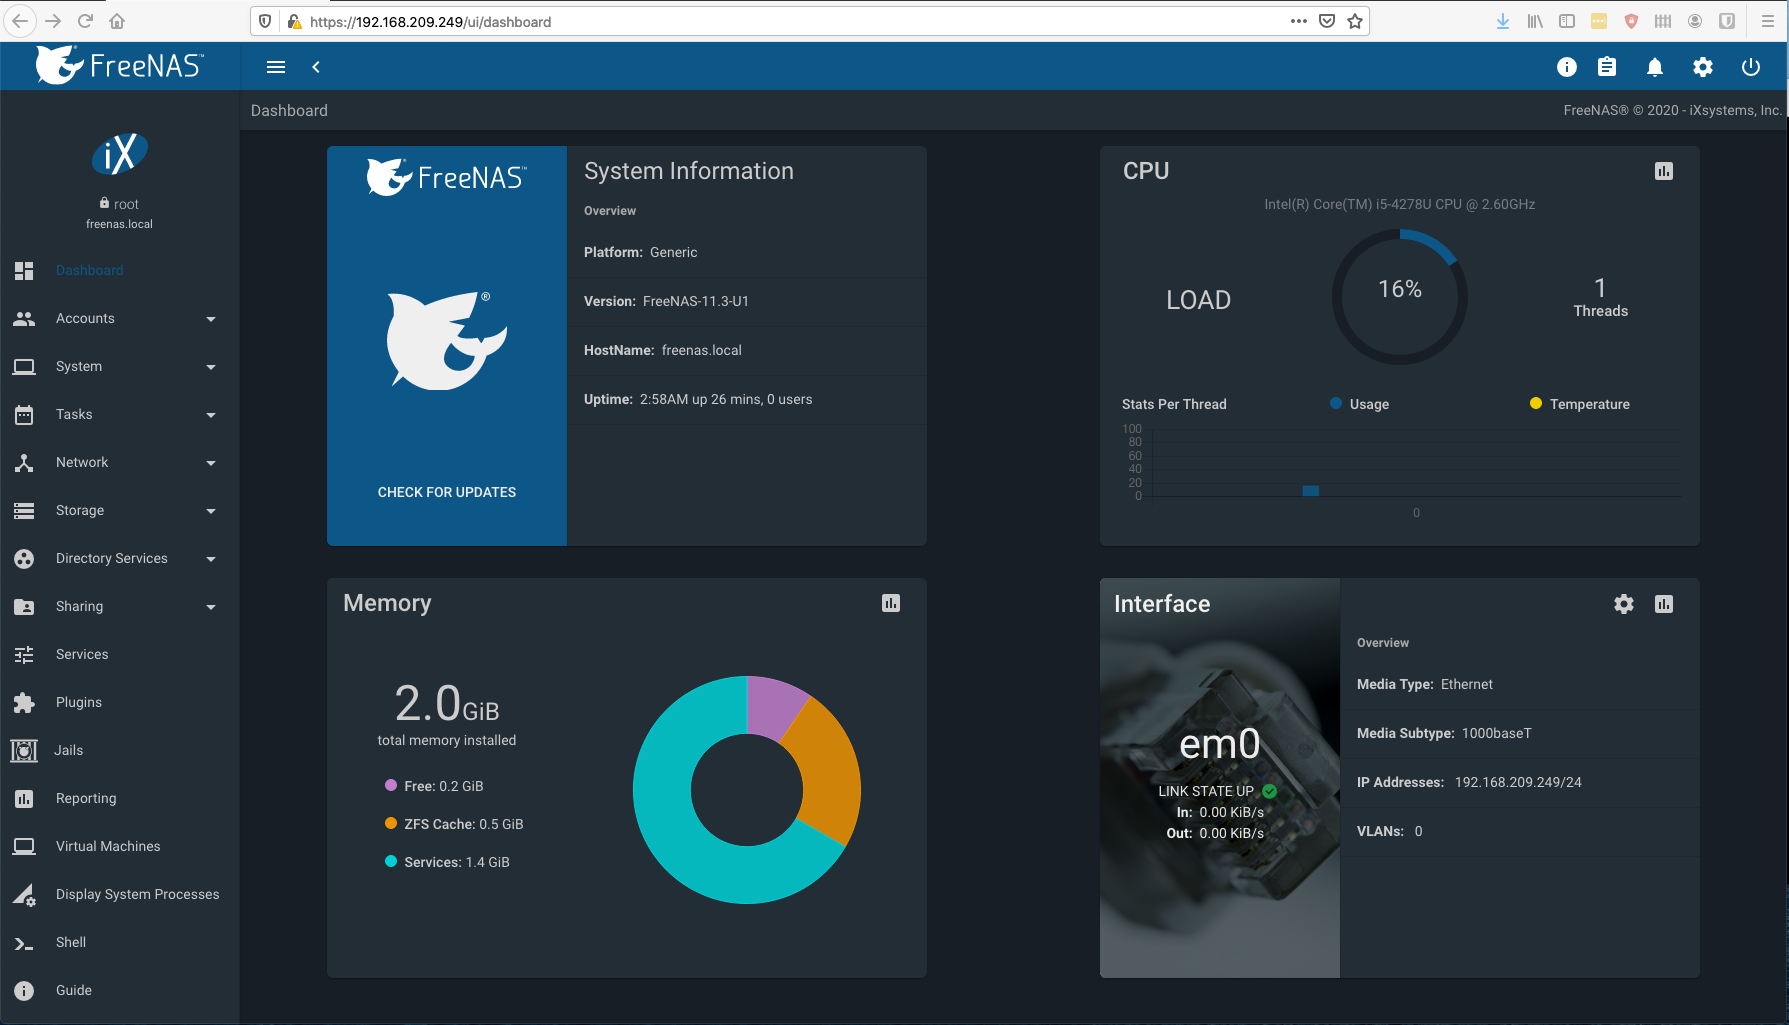 https://192.168.209.249/ui/dashboard
FreeNAS™
Dashboard
FreeNAS® © 2020 - iXsystems, Inc.
iX
root
freenas.local
Dashboard
Accounts
System
Tasks
Network
Storage
Directory Services
Sharing
Services
Plugins
Jails
Reporting
Virtual Machines
Display System Processes
Shell
Guide
FreeNAS™
®
CHECK FOR UPDATES
System Information
Overview
Platform: Generic
Version: FreeNAS-11.3-U1
HostName: freenas.local
Uptime: 2:58AM up 26 mins, 0 users
CPU
Intel(R) Core(TM) i5-4278U CPU @ 2.60GHz
LOAD
16%
1
Threads
Stats Per Thread
Usage
Temperature
100
80
60
40
20
0
0
Memory
2.0GiB
total memory installed
Free: 0.2 GiB
ZFS Cache: 0.5 GiB
Services: 1.4 GiB
Interface
em0
LINK STATE UP
In: 0.00 KiB/s
Out: 0.00 KiB/s
Overview
Media Type: Ethernet
Media Subtype: 1000baseT
IP Addresses: 192.168.209.249/24
VLANs: 0